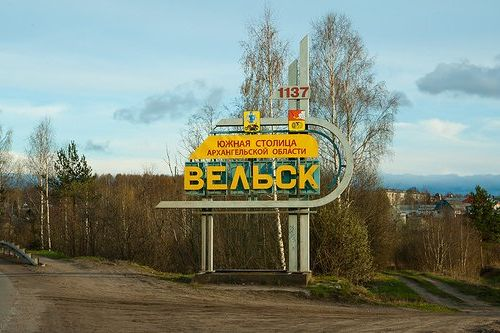 1137
ЮЖНАЯ СТОЛИЦА
АРХАНГЕЛЬСКОЙ ОБЛАСТИ
ВЕЛЬСК